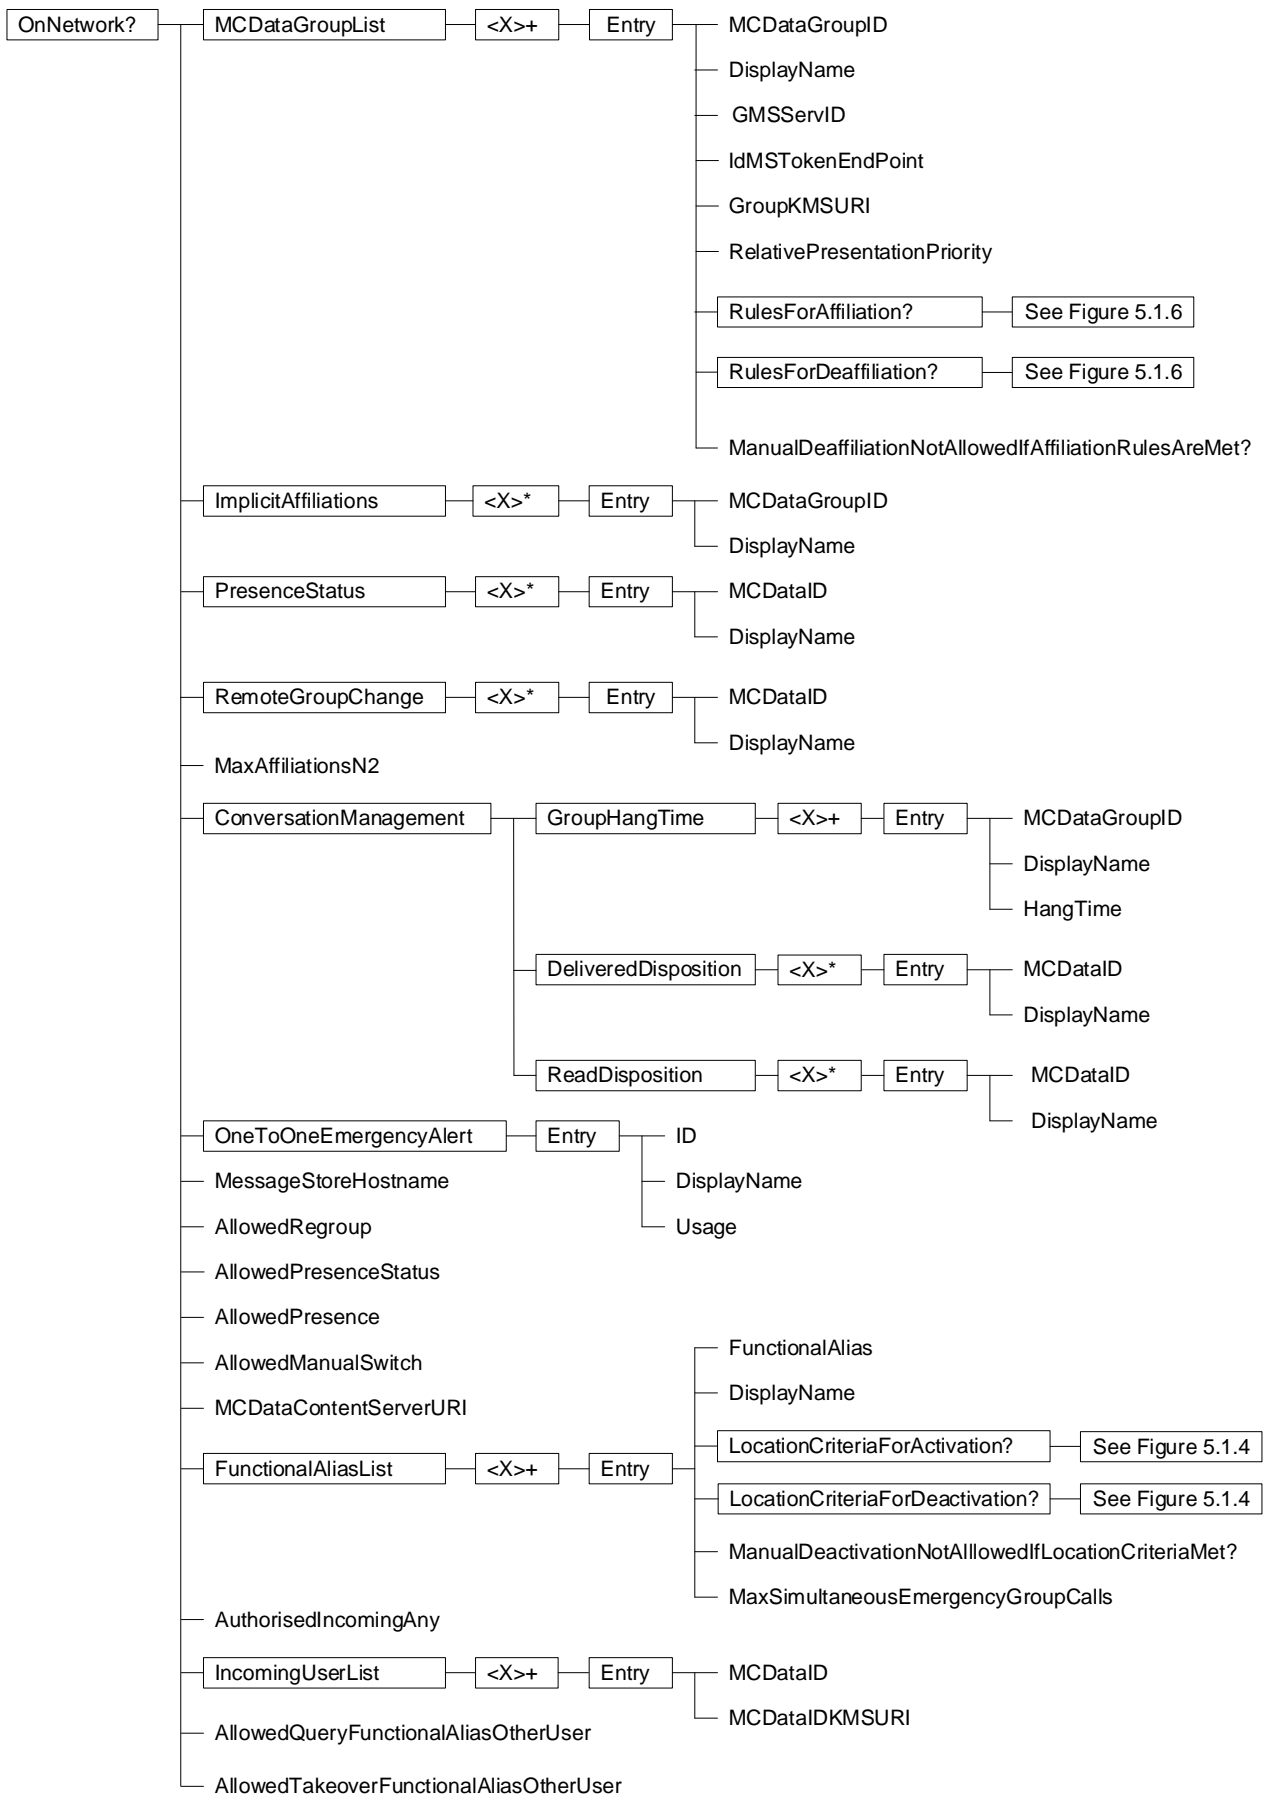 OnNetwork? MCDataGroupList <X>+ Entry MCDataGroupID
DisplayName
GMSServID
IdMSTokenEndPoint
GroupKMSURI
RelativePresentationPriority
RulesForAffiliation? See Figure 5.1.6
RulesForDeaffiliation? See Figure 5.1.6
ManualDeaffiliationNotAllowedIfAffiliationRulesAreMet?
ImplicitAffiliations <X>* Entry MCDataGroupID
DisplayName
PresenceStatus <X>* Entry MCDataID
DisplayName
RemoteGroupChange <X>* Entry MCDataID
DisplayName
MaxAffiliationsN2
ConversationManagement GroupHangTime <X>+ Entry MCDataGroupID
DisplayName
HangTime
DeliveredDisposition <X>* Entry MCDataID
DisplayName
ReadDisposition <X>* Entry MCDataID
DisplayName
OneToOneEmergencyAlert Entry ID
MessageStoreHostname DisplayName
AllowedRegroup Usage
AllowedPresenceStatus
AllowedPresence
FunctionalAlias
AllowedManualSwitch
DisplayName
MCDataContentServerURI
LocationCriteriaForActivation? See Figure 5.1.4
FunctionalAliasList <X>+ Entry
LocationCriteriaForDeactivation? See Figure 5.1.4
ManualDeactivationNotAlllowedIfLocationCriteriaMet?
MaxSimultaneousEmergencyGroupCalls
AuthorisedIncomingAny
IncomingUserList <X>+ Entry MCDataID
MCDataIDKMSURI
AllowedQueryFunctionalAliasOtherUser
AllowedTakeoverFunctionalAliasOtherUser